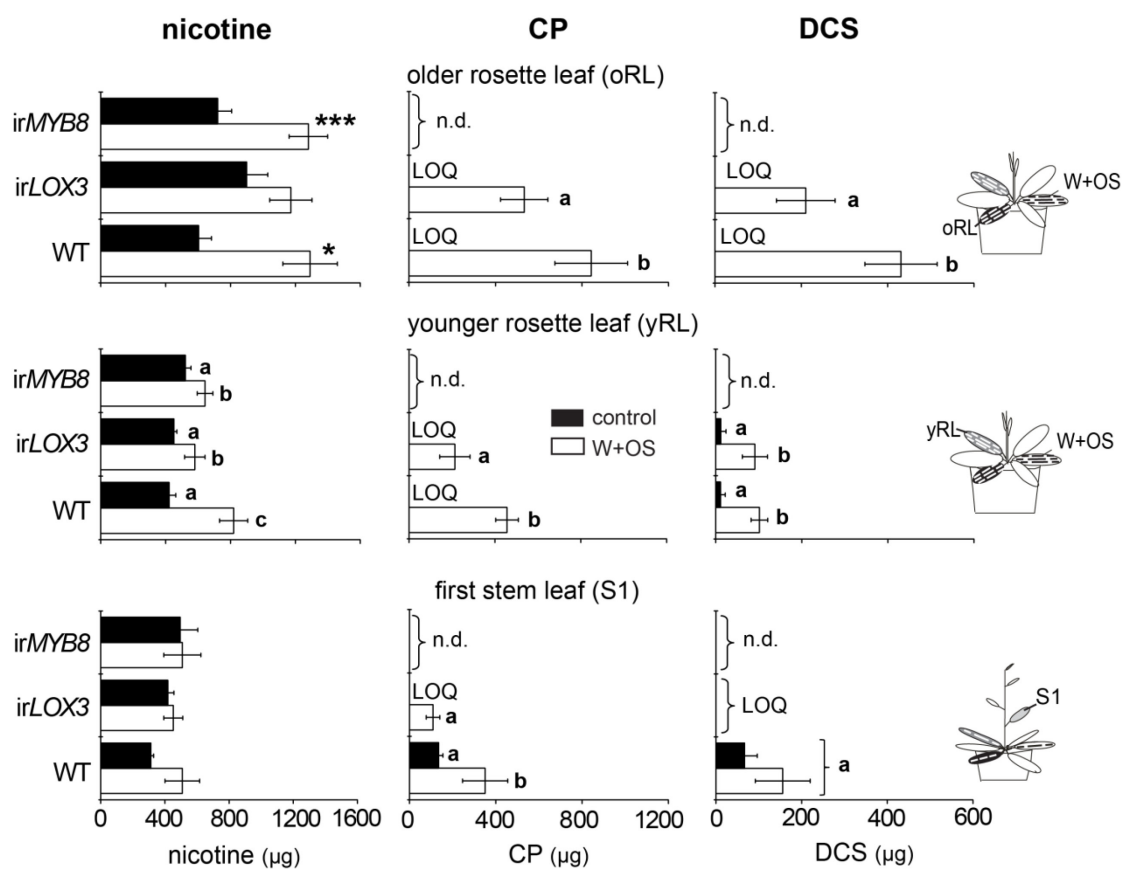 nicotine CP DCS
older rosette leaf (oRL)
irMYB8 *** n.d. n.d.
irLOX3 LOQ a LOQ a W+OS
oRL
WT * LOQ b LOQ b
younger rosette leaf (yRL)
irMYB8 a b n.d. n.d.
control
irLOX3 a b LOQ a a b yRL W+OS
W+OS
WT a c LOQ b a b
first stem leaf (S1)
irMYB8 n.d. n.d.
irLOX3 LOQ a LOQ S1
WT a b a
0 400 800 1200 1600 0 400 800 1200 0 200 400 600
nicotine (µg) CP (µg) DCS (µg)